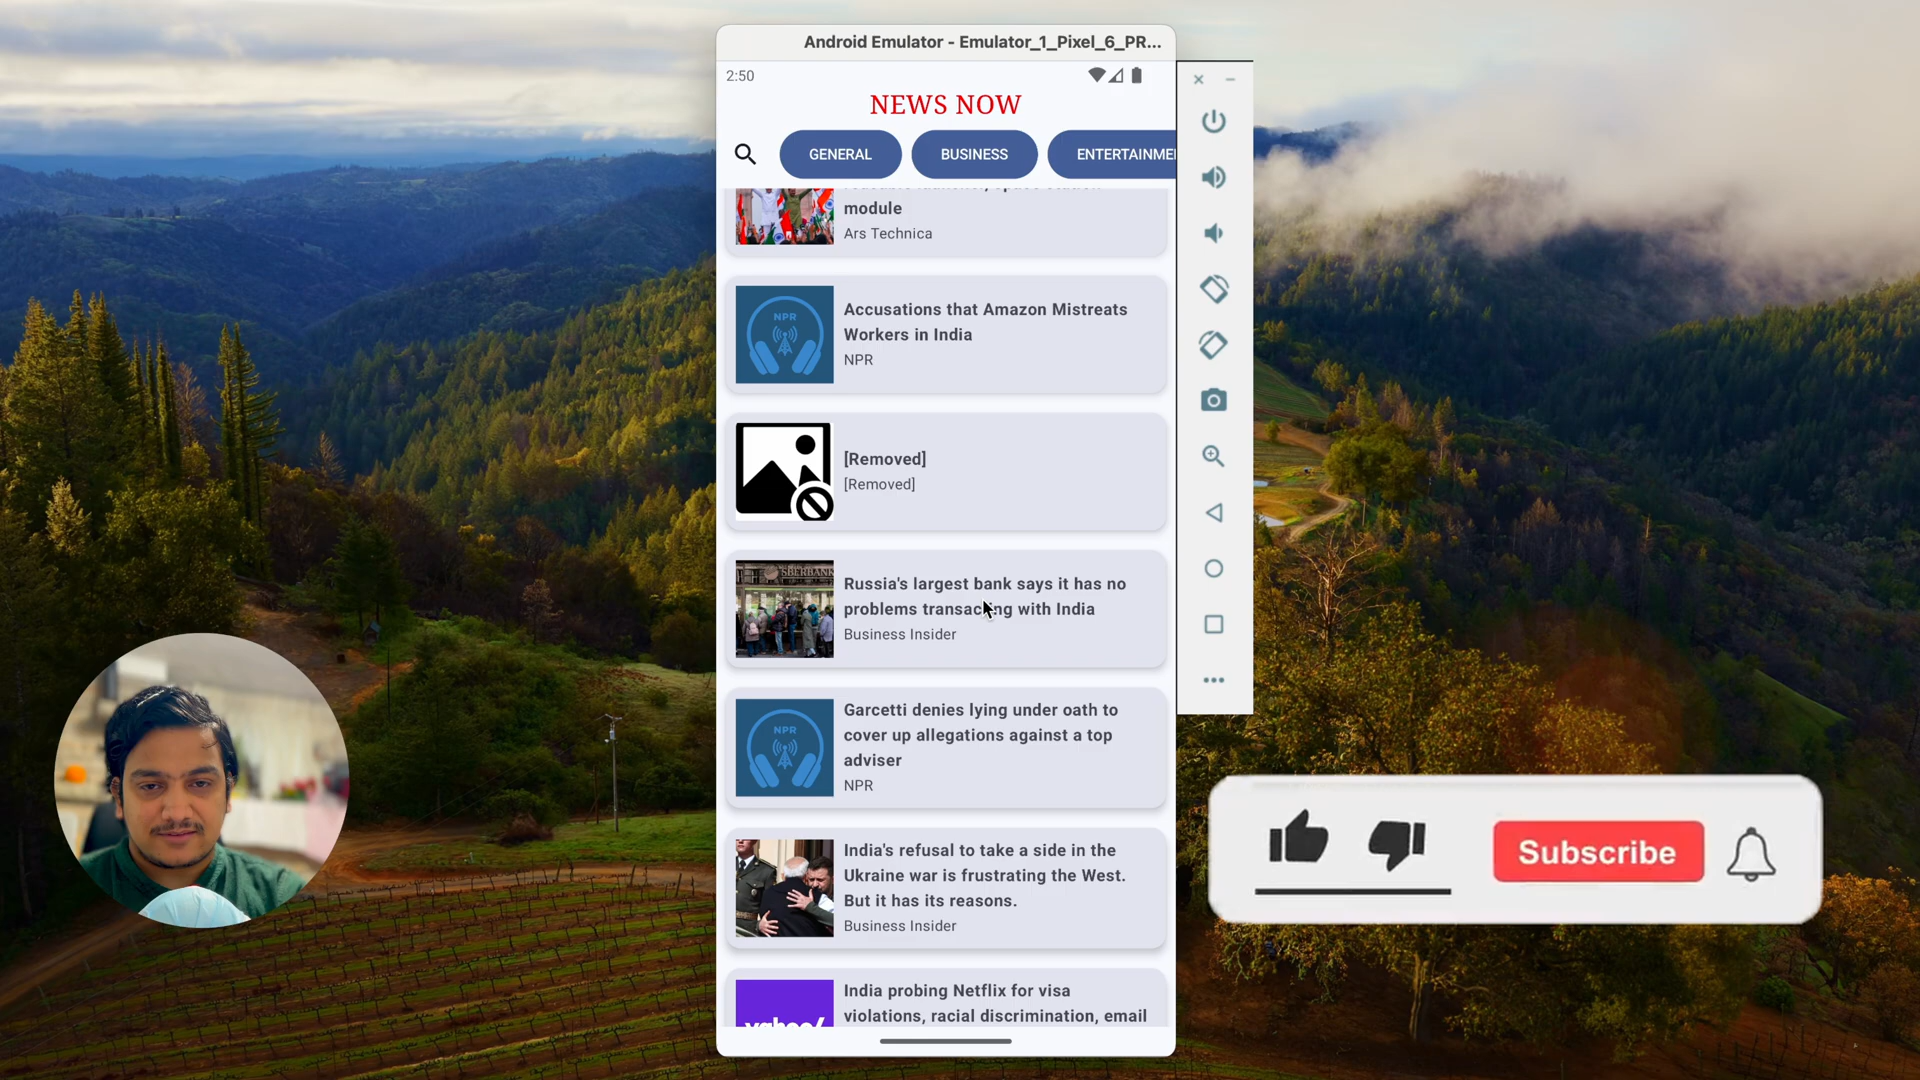 Android Emulator - Emulator_1_Pixel_6_PR...
2:50
NEWS NOW
GENERAL
BUSINESS
ENTERTAINME
module
Ars Technica
NPR
Accusations that Amazon Mistreats
Workers in India
NPR
[Removed]
[Removed]
SBERBANK
Russia's largest bank says it has no
problems transacting with India
Business Insider
NPR
Garcetti denies lying under oath to
cover up allegations against a top
adviser
NPR
India's refusal to take a side in the
Ukraine war is frustrating the West.
But it has its reasons.
Business Insider
yahoo!
India probing Netflix for visa
violations, racial discrimination, email
Subscribe